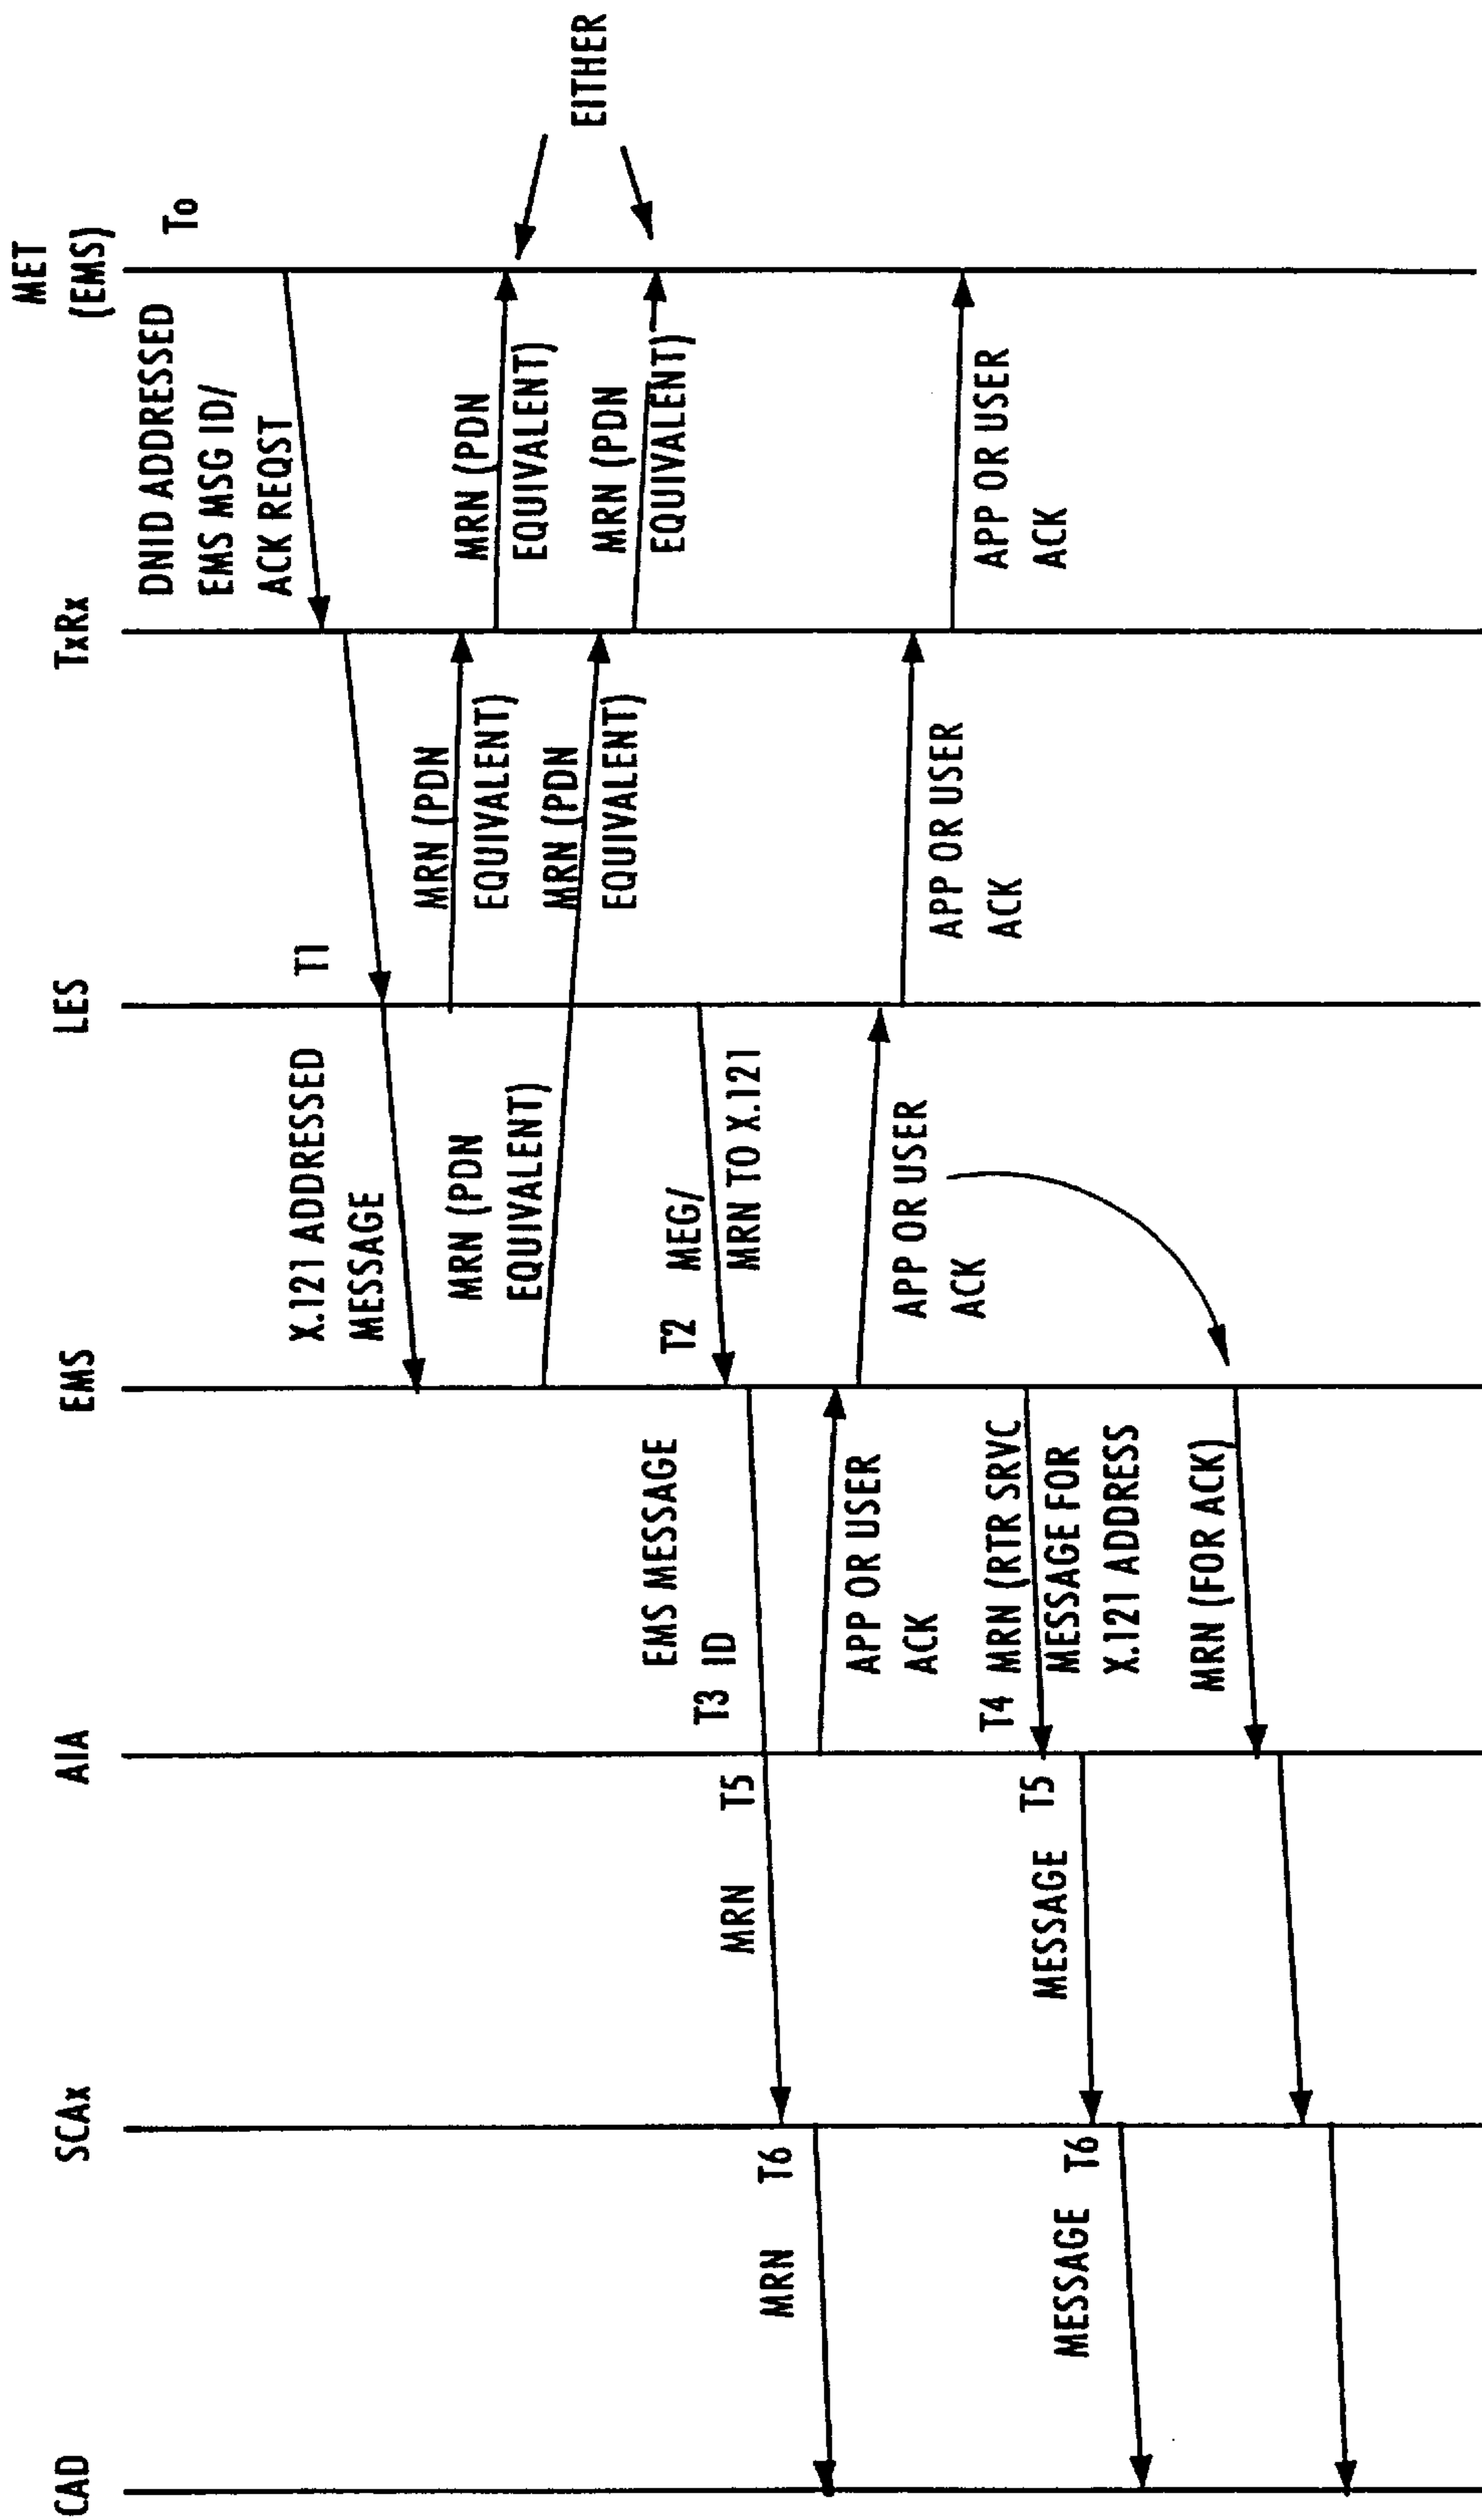 CAD
SCAx
AIA
EMS
LES
TxRx
MET
(EMS)
To
DNID ADDRESSED
EMS MSG ID/
ACK REQST
T1
X.121 ADDRESSED
MESSAGE
MRN (PDN
EQUIVALENT)
MRN (PDN
EQUIVALENT)
MRN (PDN
EQUIVALENT)
MRN (PDN
EQUIVALENT)
MRN (PDN
EQUIVALENT)
EITHER
T2
MEG/
MRN TO X.121
EMS MESSAGE
T3 ID
MRN T5
MRN T6
APP OR USER
ACK
APP OR USER
ACK
APP OR USER
ACK
APP OR USER
ACK
T4 MRN (RTR SRVC
MESSAGE FOR
X.121 ADDRESS
MESSAGE T5
MESSAGE T6
MRN (FOR ACK)